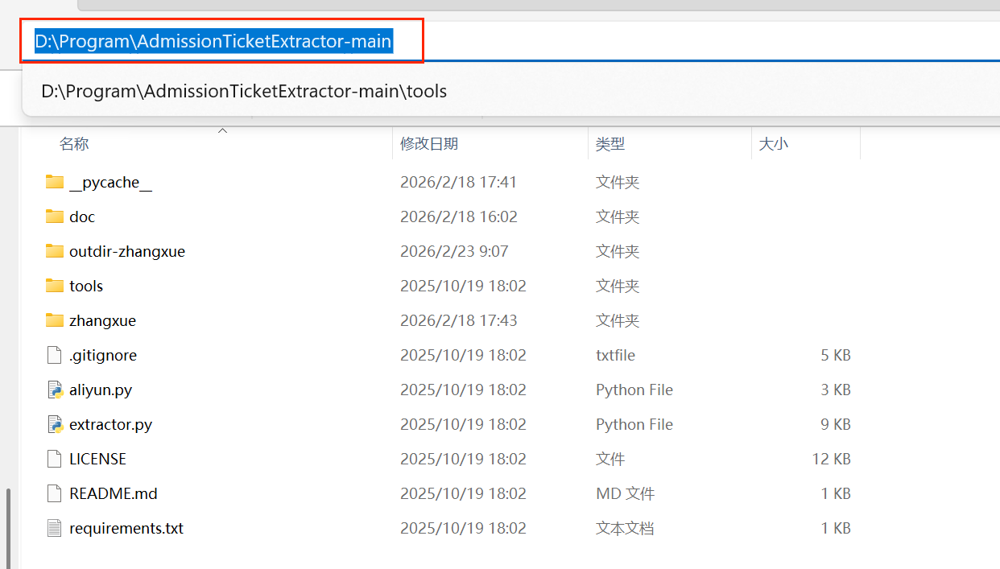 D:\Program\AdmissionTicketExtractor-main
D:\Program\AdmissionTicketExtractor-main\tools
名称 修改日期 类型 大小
__pycache__ 2026/2/18 17:41 文件夹
doc 2026/2/18 16:02 文件夹
outdir-zhangxue 2026/2/23 9:07 文件夹
tools 2025/10/19 18:02 文件夹
zhangxue 2026/2/18 17:43 文件夹
.gitignore 2025/10/19 18:02 txtfile 5 KB
aliyun.py 2025/10/19 18:02 Python File 3 KB
extractor.py 2025/10/19 18:02 Python File 9 KB
LICENSE 2025/10/19 18:02 文件 12 KB
README.md 2025/10/19 18:02 MD 文件 1 KB
requirements.txt 2025/10/19 18:02 文本文档 1 KB